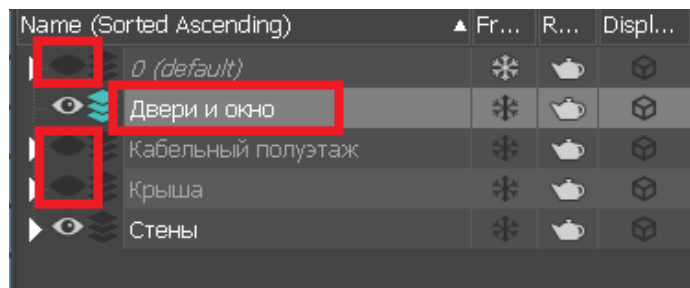 Name (Sorted Ascending) Fr... R... Displ...
0 (default)
Двери и окно
Кабельный полуэтаж
Крыша
Стены